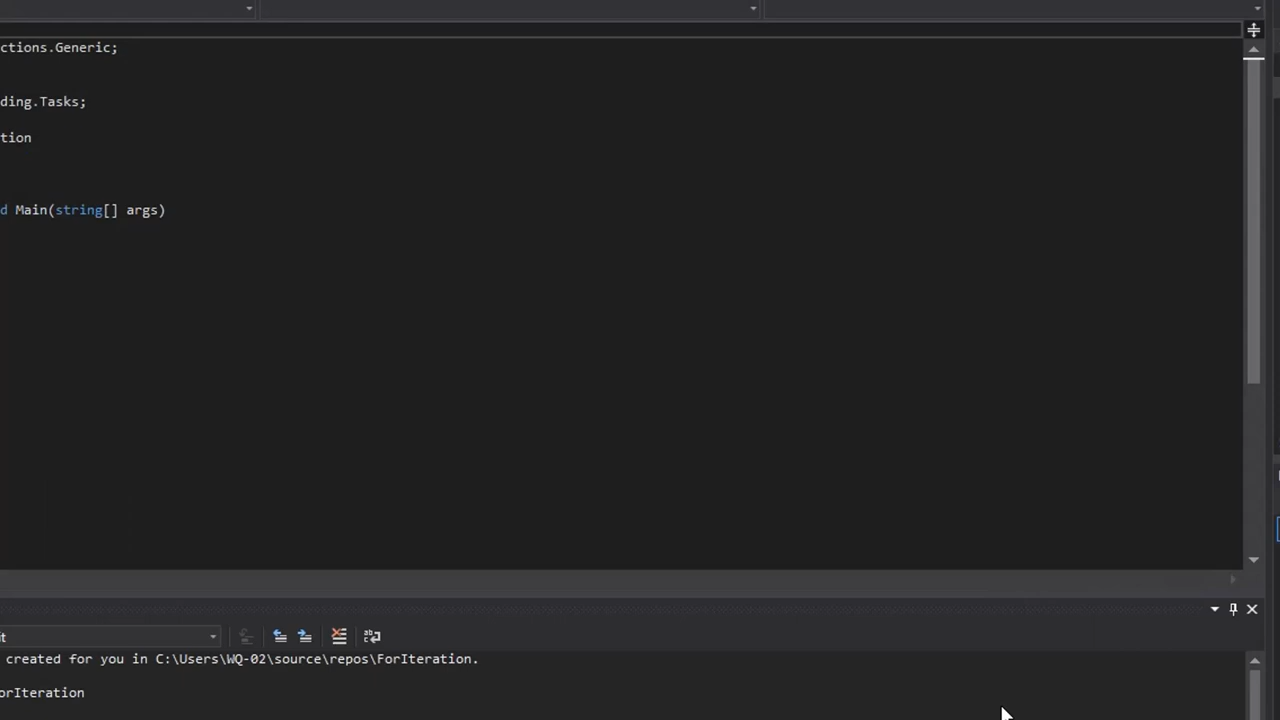 ctions.Generic;
ding.Tasks;
tion
d Main(string[] args)
it
created for you in C:\Users\WQ-02\source\repos\ForIteration.
orIteration